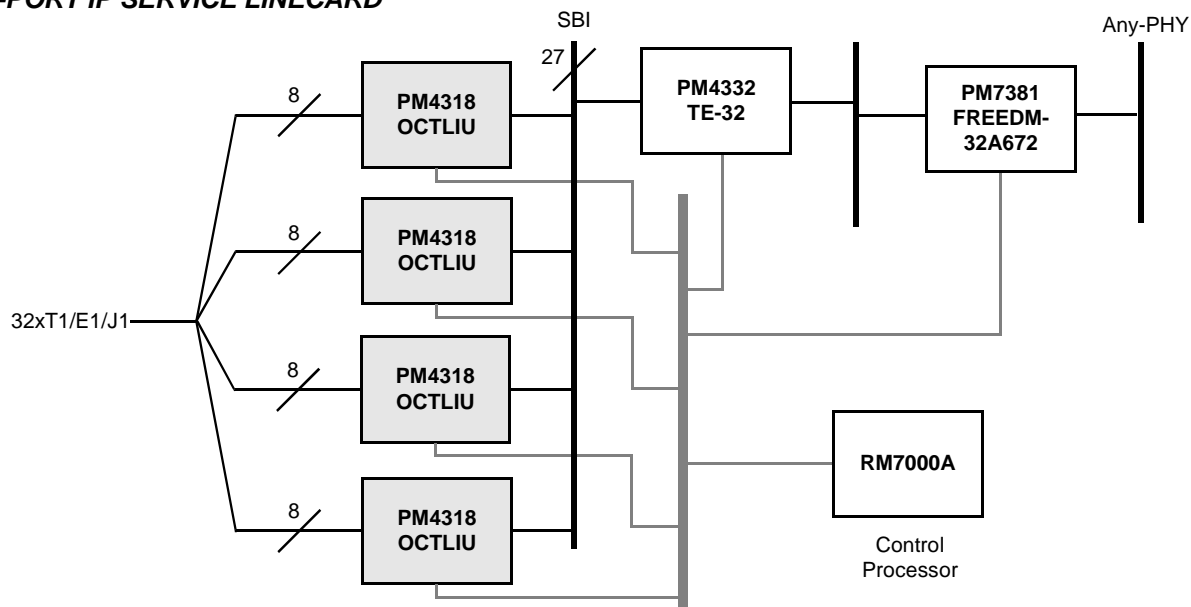 -PORT IP SERVICE LINECARD
SBI
Any-PHY
27
8
PM4318
OCTLIU
PM4332
TE-32
PM7381
FREEDM-
32A672
8
PM4318
OCTLIU
32xT1/E1/J1
8
PM4318
OCTLIU
RM7000A
8
PM4318
OCTLIU
Control
Processor